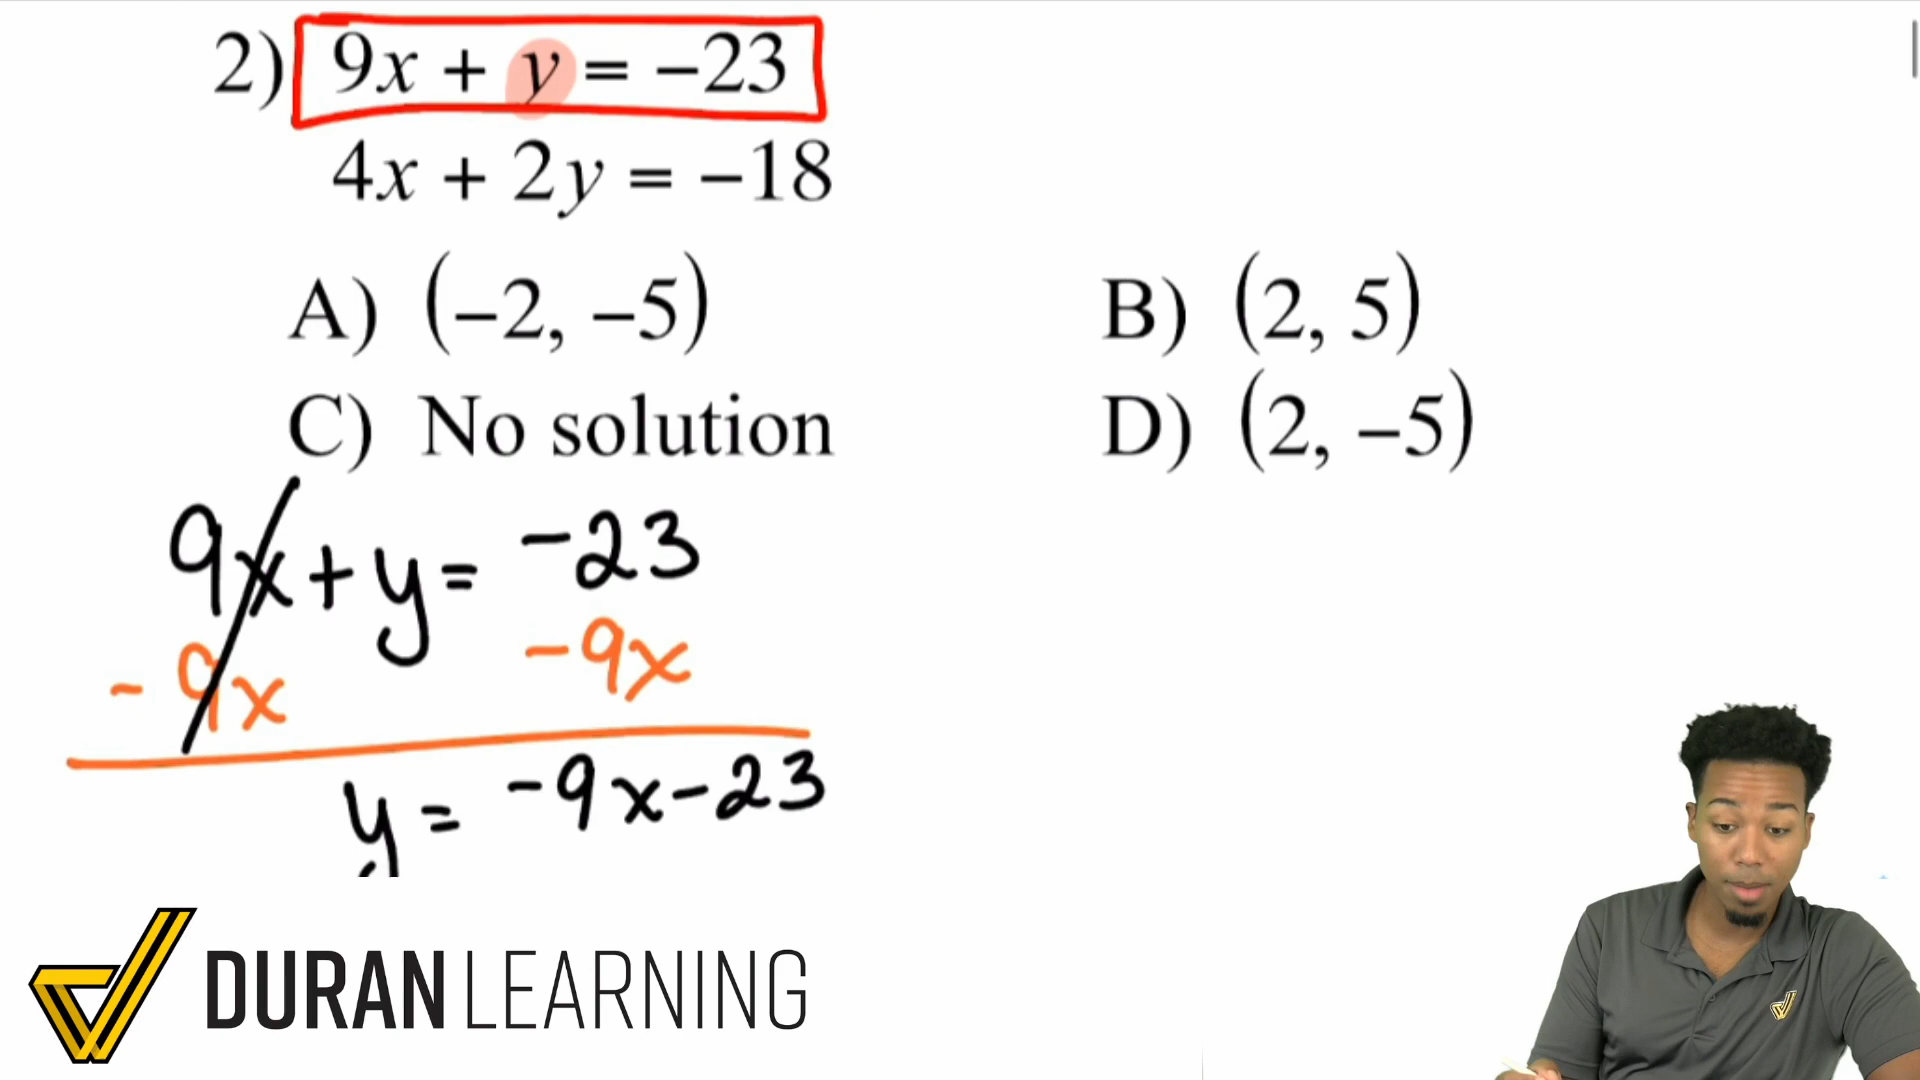 2) 9x + y = −23
4x + 2y = −18
A) (−2, −5)
B) (2, 5)
C) No solution
D) (2, −5)
9x + y = -23
- 9x - 9x
y = -9x-23
DURAN LEARNING